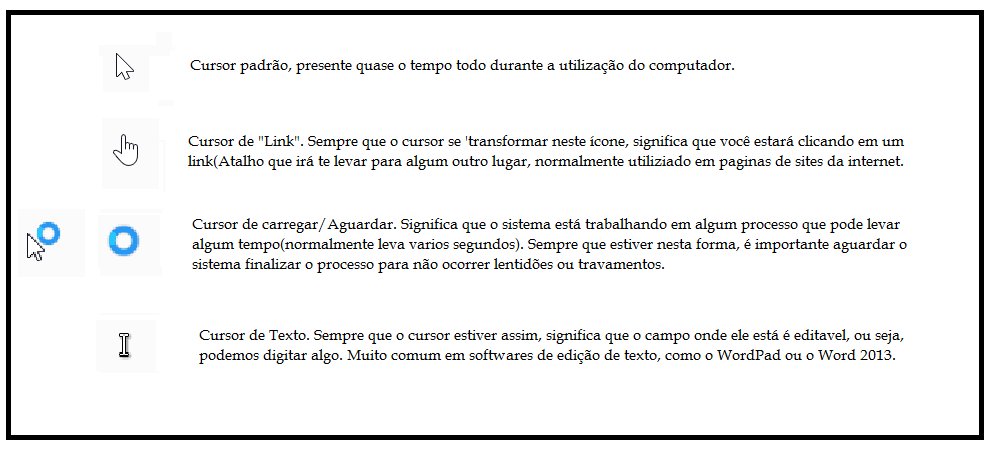 Cursor padrão, presente quase o tempo todo durante a utilização do computador.
Cursor de "Link". Sempre que o cursor se 'transformar neste ícone, significa que você estará clicando em um
link(Atalho que irá te levar para algum outro lugar, normalmente utiliziado em paginas de sites da internet.
Cursor de carregar/Aguardar. Significa que o sistema está trabalhando em algum processo que pode levar
algum tempo(normalmente leva varios segundos). Sempre que estiver nesta forma, é importante aguardar o
sistema finalizar o processo para não ocorrer lentidões ou travamentos.
Cursor de Texto. Sempre que o cursor estiver assim, significa que o campo onde ele está é editavel, ou seja,
podemos digitar algo. Muito comum em softwares de edição de texto, como o WordPad ou o Word 2013.